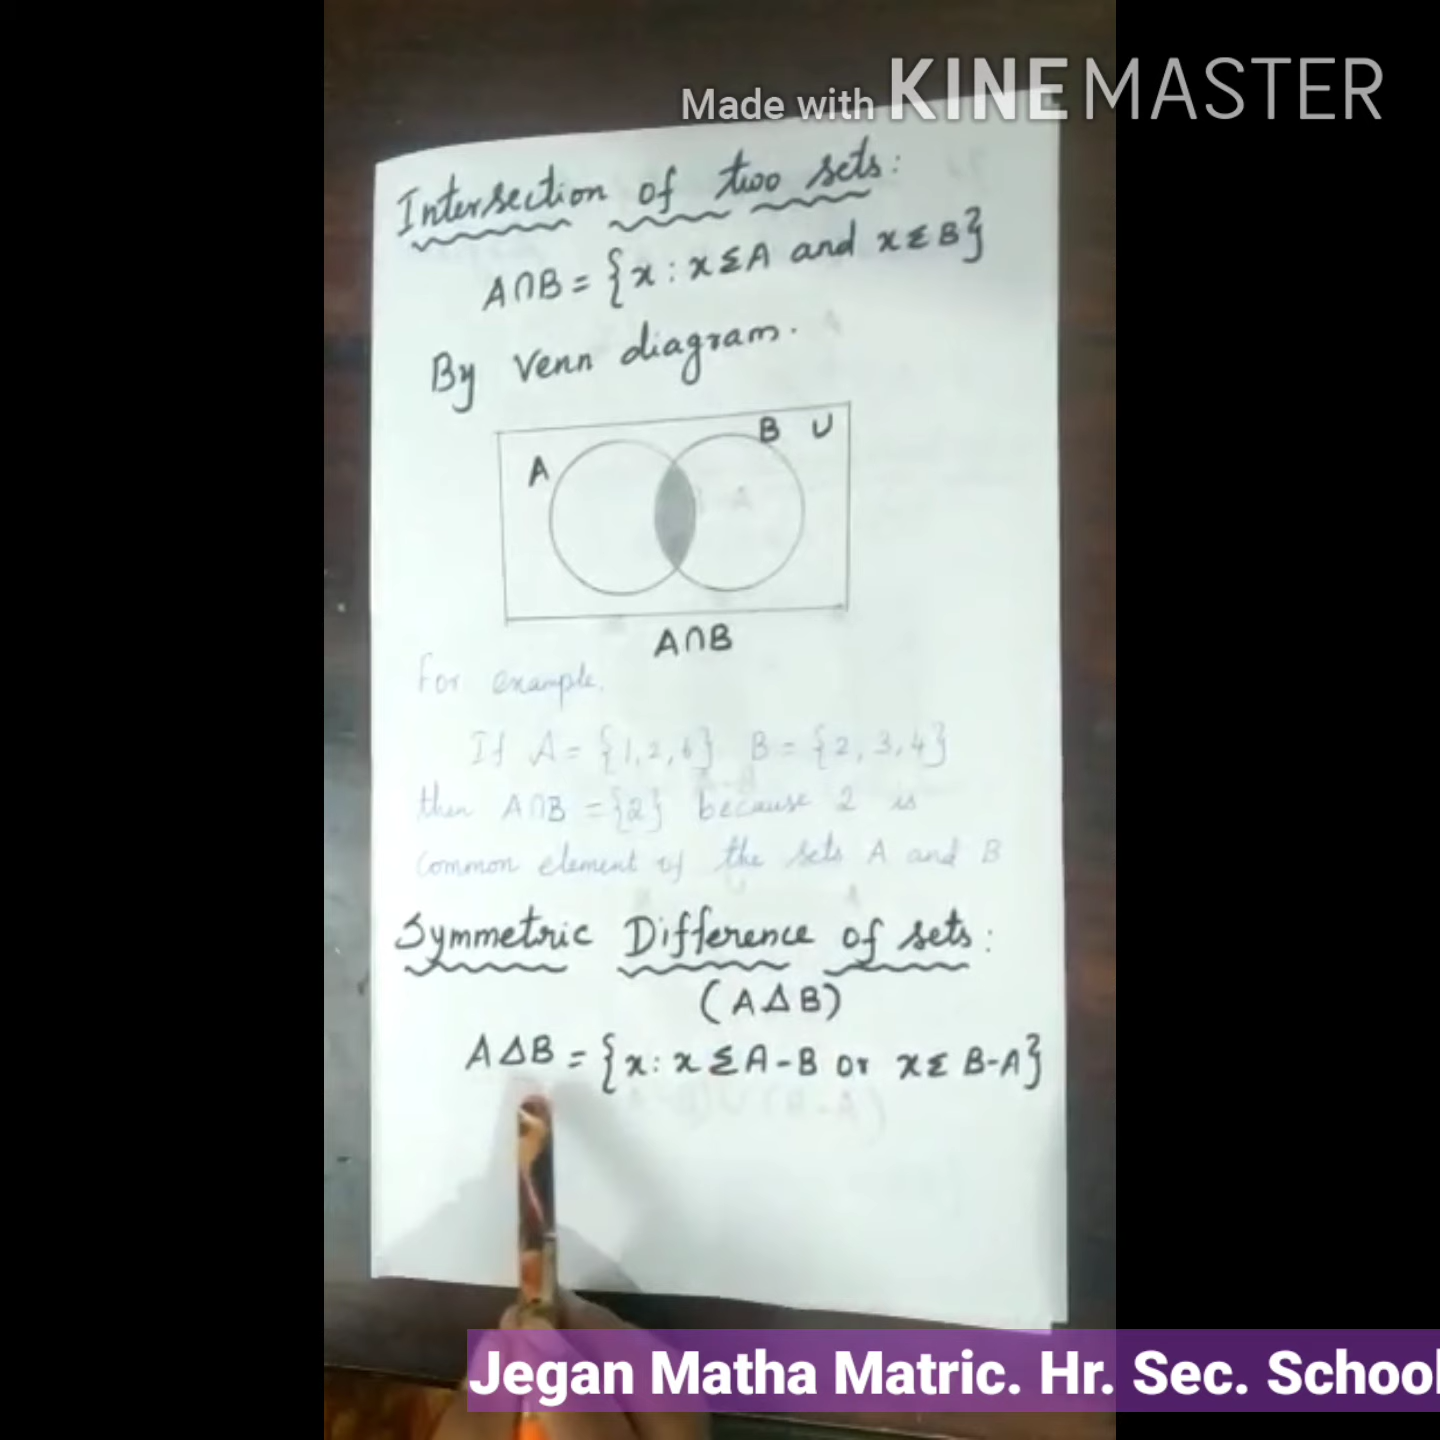 Made with KINEMASTER
Intersection of two sets:
A∩B = {x : x Σ A and x Σ B}
By Venn diagram.
A B U
A∩B
For example,
If A = {1, 2, 6} B = {2, 3, 4}
then A∩B = {2} because 2 is
common element of the sets A and B
Symmetric Difference of sets:
(A Δ B)
A Δ B = {x : x Σ A - B or x Σ B - A}
Jegan Matha Matric. Hr. Sec. School